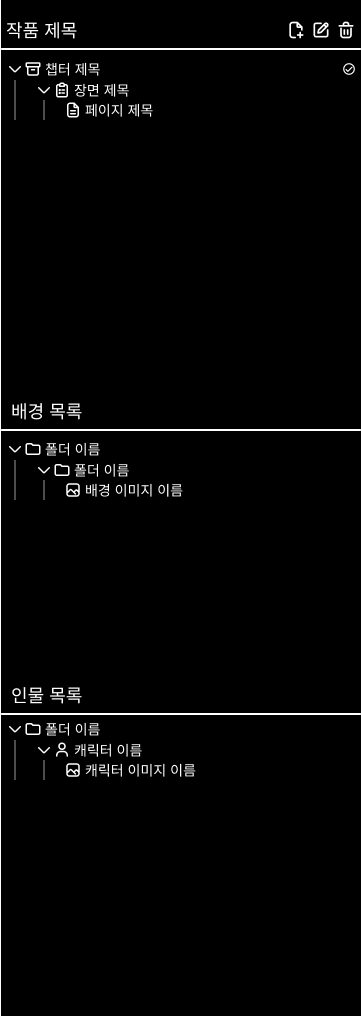 작품 제목
챕터 제목
장면 제목
페이지 제목
배경 목록
폴더 이름
폴더 이름
배경 이미지 이름
인물 목록
폴더 이름
캐릭터 이름
캐릭터 이미지 이름